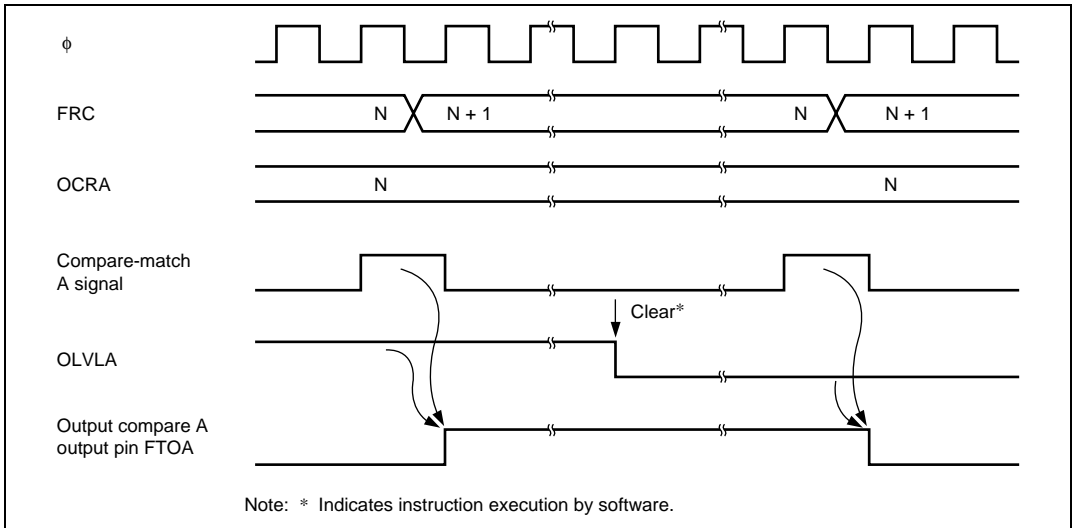 ϕ
FRC
N
N + 1
N
N + 1
OCRA
N
N
Compare-match
A signal
Clear*
OLVLA
Output compare A
output pin FTOA
Note: * Indicates instruction execution by software.